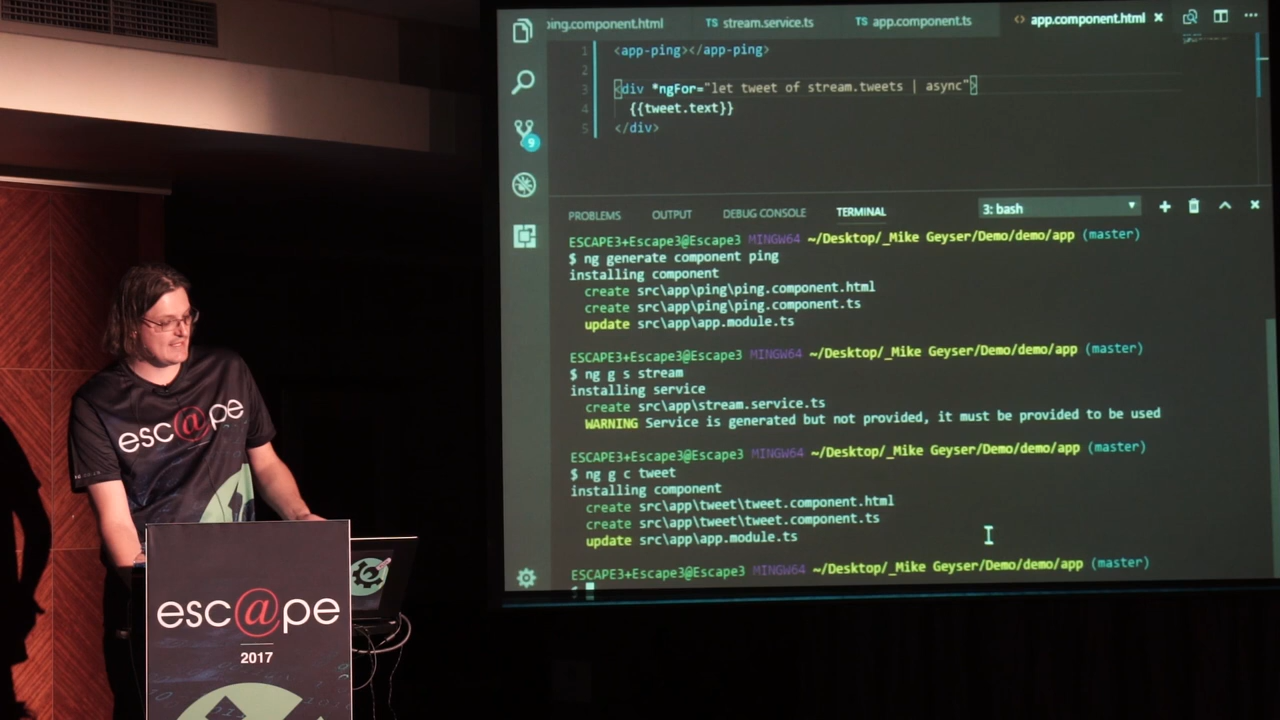 ping.component.html
TS stream.service.ts
TS app.component.ts
<> app.component.html ×
1 <app-ping></app-ping>
2
3 <div *ngFor="let tweet of stream.tweets | async">
4 {{tweet.text}}
5 </div>
9
PROBLEMS OUTPUT DEBUG CONSOLE TERMINAL 3: bash
ESCAPE3+Escape3@Escape3 MINGW64 ~/Desktop/_Mike Geyser/Demo/demo/app (master)
$ ng generate component ping
installing component
create src\app\ping\ping.component.html
create src\app\ping\ping.component.ts
update src\app\app.module.ts
ESCAPE3+Escape3@Escape3 MINGW64 ~/Desktop/_Mike Geyser/Demo/demo/app (master)
$ ng g s stream
installing service
create src\app\stream.service.ts
WARNING Service is generated but not provided, it must be provided to be used
ESCAPE3+Escape3@Escape3 MINGW64 ~/Desktop/_Mike Geyser/Demo/demo/app (master)
$ ng g c tweet
installing component
create src\app\tweet\tweet.component.html
create src\app\tweet\tweet.component.ts
update src\app\app.module.ts
ESCAPE3+Escape3@Escape3 MINGW64 ~/Desktop/_Mike Geyser/Demo/demo/app (master)
$
esc@pe
esc@pe
2017